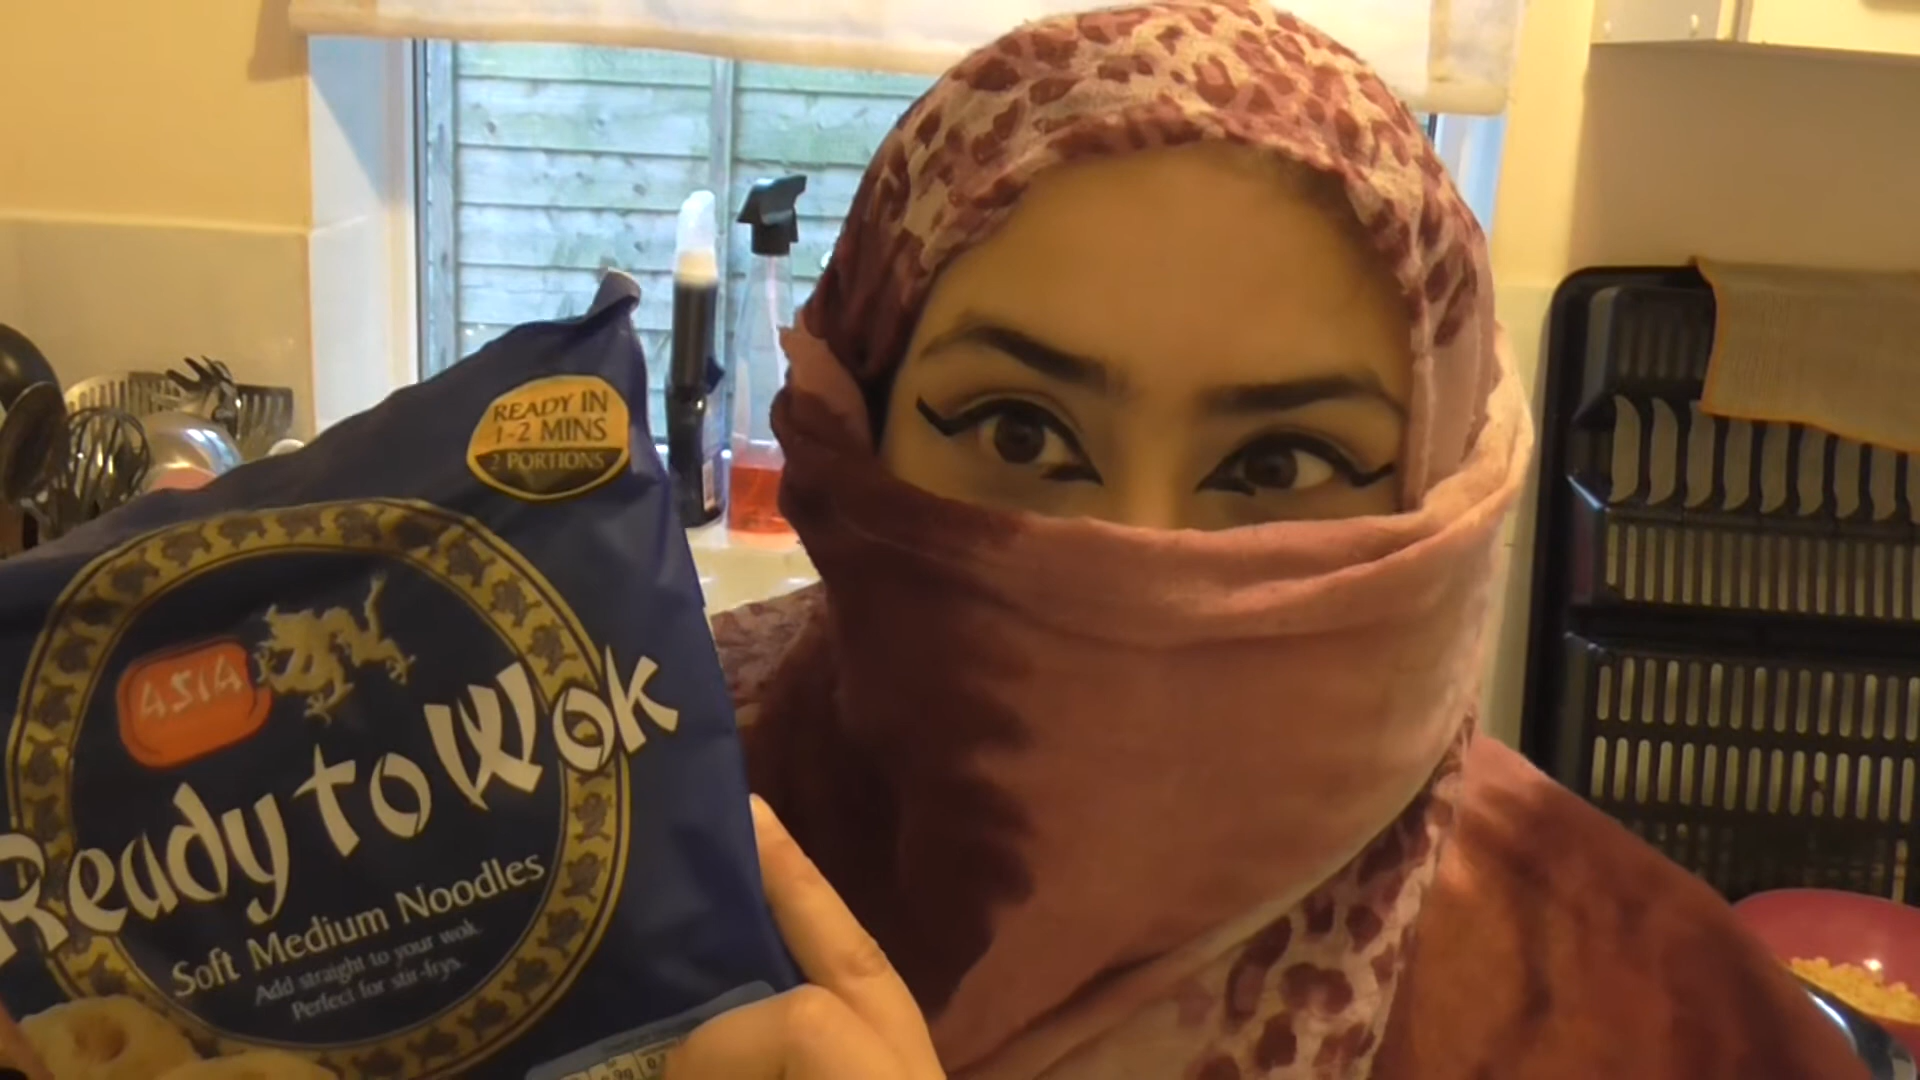 READY IN
1-2 MINS
2 PORTIONS
ASIA
Ready to Wok
Soft Medium Noodles
Add straight to your wok.
Perfect for stir-frys.